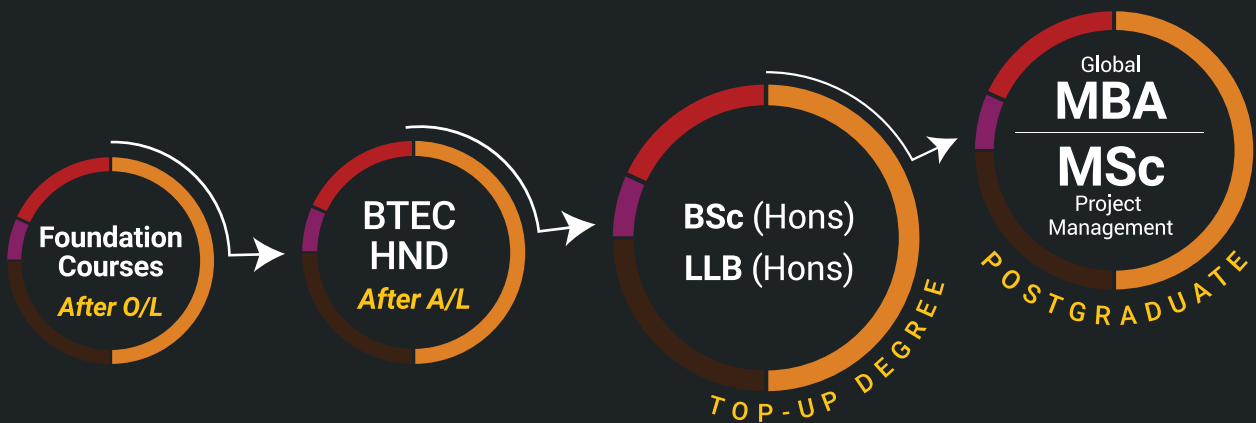 Foundation
Courses
After O/L
BTEC
HND
After A/L
BSc (Hons)
LLB (Hons)
TOP-UP DEGREE
Global
MBA
MSc
Project
Management
POSTGRADUATE